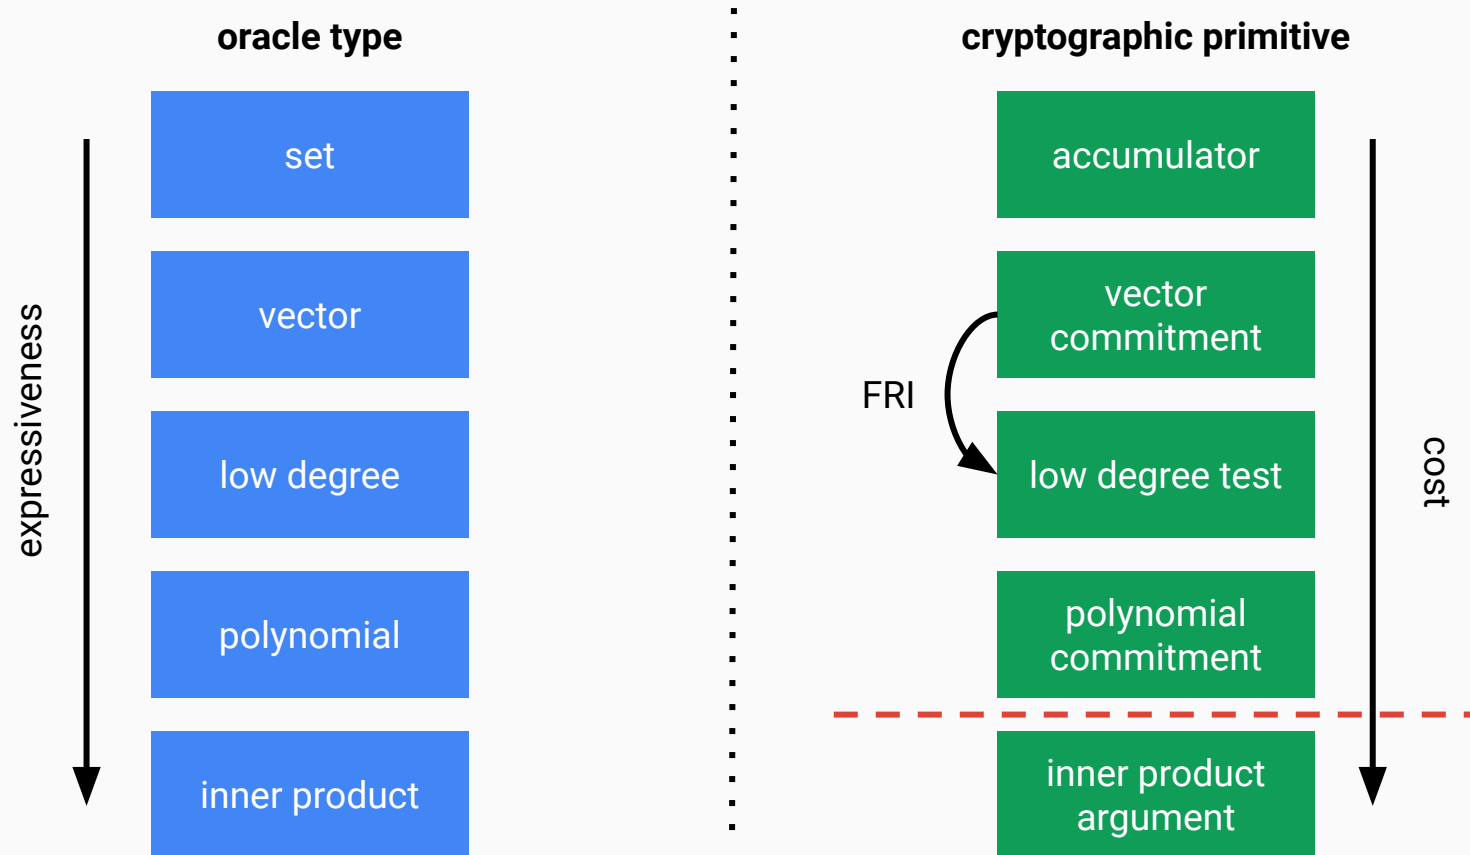 oracle type
cryptographic primitive
set
accumulator
vector
vector
commitment
FRI
low degree
low degree test
expressiveness
cost
polynomial
polynomial
commitment
inner product
inner product
argument